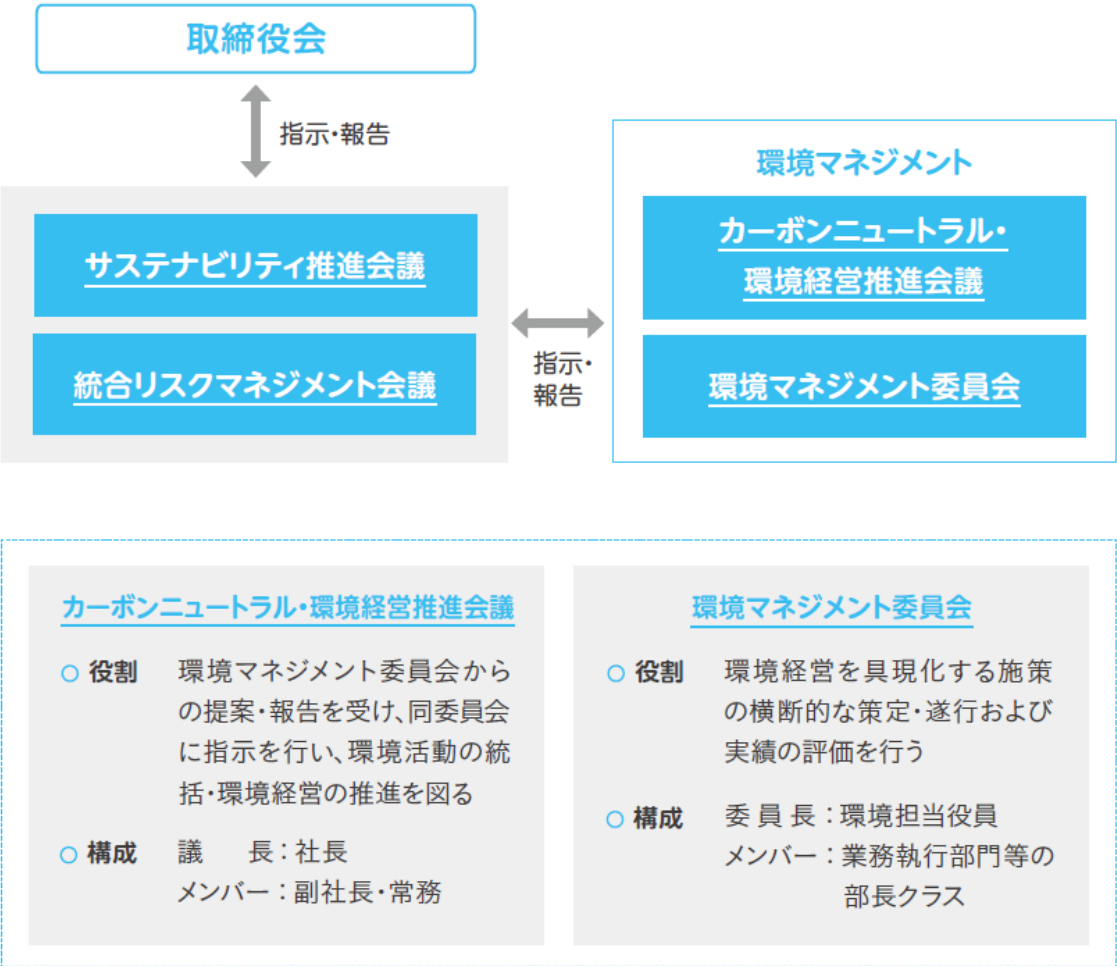 取締役会
指示・報告
サステナビリティ推進会議
統合リスクマネジメント会議
指示・
報告
環境マネジメント
カーボンニュートラル・
環境経営推進会議
環境マネジメント委員会
カーボンニュートラル・環境経営推進会議
○ 役割 環境マネジメント委員会から
の提案・報告を受け、同委員会
に指示を行い、環境活動の統
括・環境経営の推進を図る
○ 構成 議 長：社長
メンバー：副社長・常務
環境マネジメント委員会
○ 役割 環境経営を具現化する施策
の横断的な策定・遂行および
実績の評価を行う
○ 構成 委員長：環境担当役員
メンバー：業務執行部門等の
部長クラス